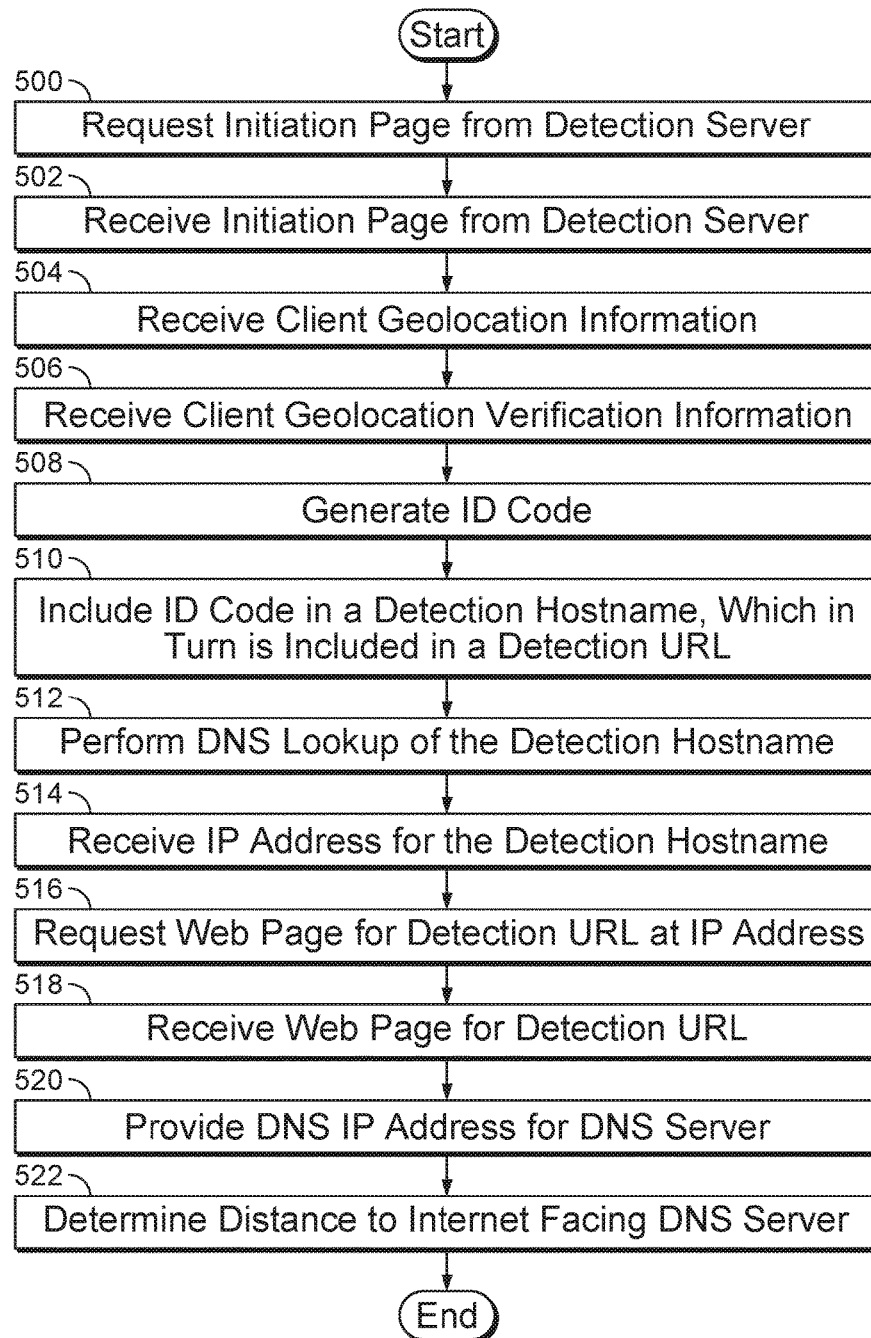 Start
500
Request Initiation Page from Detection Server
502
Receive Initiation Page from Detection Server
504
Receive Client Geolocation Information
506
Receive Client Geolocation Verification Information
508
Generate ID Code
510
Include ID Code in a Detection Hostname, Which in
Turn is Included in a Detection URL
512
Perform DNS Lookup of the Detection Hostname
514
Receive IP Address for the Detection Hostname
516
Request Web Page for Detection URL at IP Address
518
Receive Web Page for Detection URL
520
Provide DNS IP Address for DNS Server
522
Determine Distance to Internet Facing DNS Server
End